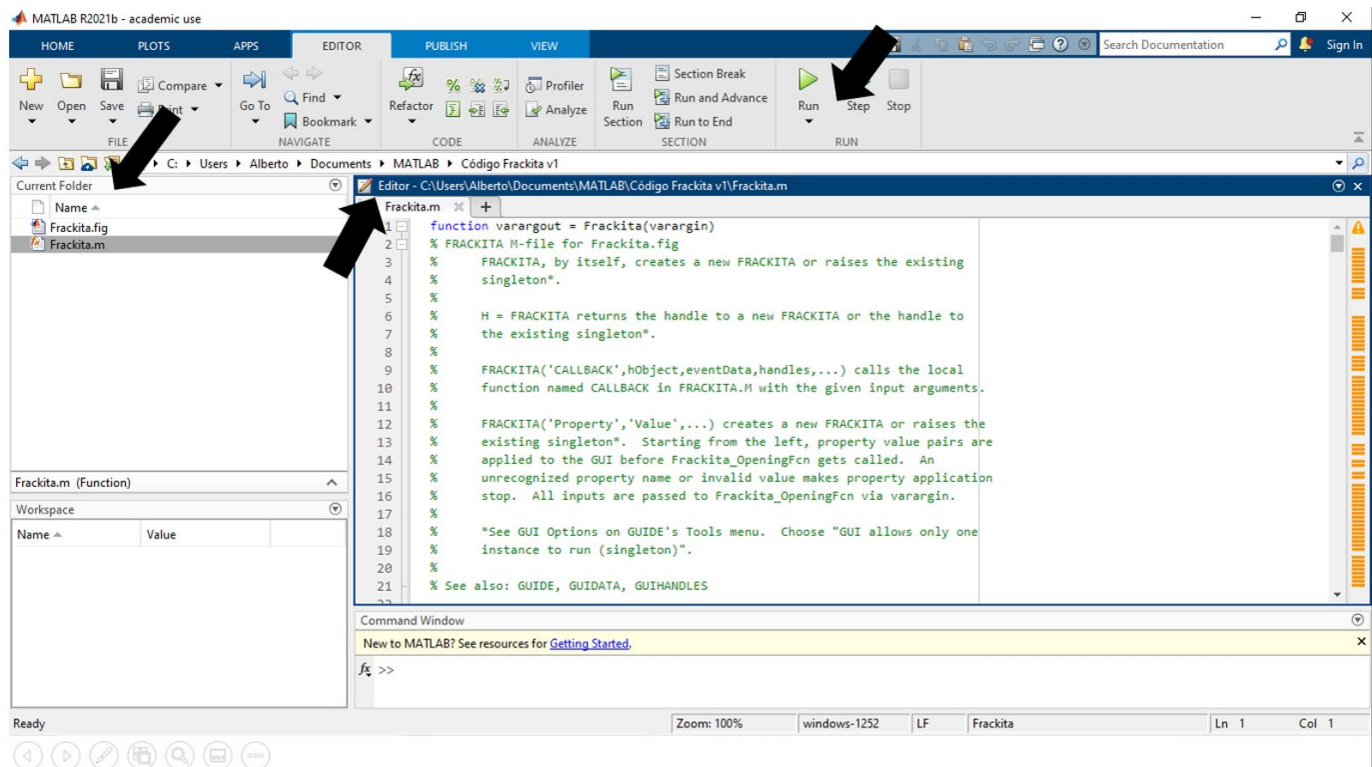 MATLAB R2021b - academic use
HOME PLOTS APPS EDITOR PUBLISH VIEW Search Documentation Sign In
New Open Save Compare Print Go To Find Bookmark Refactor Profiler Analyze Run Section Section Break Run and Advance Run to End Run Step Stop
FILE NAVIGATE CODE ANALYZE SECTION RUN
C: Users Alberto Documents MATLAB Código Frackita v1
Current Folder
Name
Frackita.fig
Frackita.m
Frackita.m (Function)
Workspace
Name Value
Editor - C:\Users\Alberto\Documents\MATLAB\Código Frackita v1\Frackita.m
Frackita.m
1 function varargout = Frackita(varargin)
2 % FRACKITA M-file for Frackita.fig
3 % FRACKITA, by itself, creates a new FRACKITA or raises the existing
4 % singleton*.
5 %
6 % H = FRACKITA returns the handle to a new FRACKITA or the handle to
7 % the existing singleton*.
8 %
9 % FRACKITA('CALLBACK',hObject,eventData,handles,...) calls the local
10 % function named CALLBACK in FRACKITA.M with the given input arguments.
11 %
12 % FRACKITA('Property','Value',...) creates a new FRACKITA or raises the
13 % existing singleton*. Starting from the left, property value pairs are
14 % applied to the GUI before Frackita_OpeningFcn gets called. An
15 % unrecognized property name or invalid value makes property application
16 % stop. All inputs are passed to Frackita_OpeningFcn via varargin.
17 %
18 % *See GUI Options on GUIDE's Tools menu. Choose "GUI allows only one
19 % instance to run (singleton)".
20 %
21 % See also: GUIDE, GUIDATA, GUIHANDLES
Command Window
New to MATLAB? See resources for Getting Started.
fx >>
Ready Zoom: 100% windows-1252 LF Frackita Ln 1 Col 1